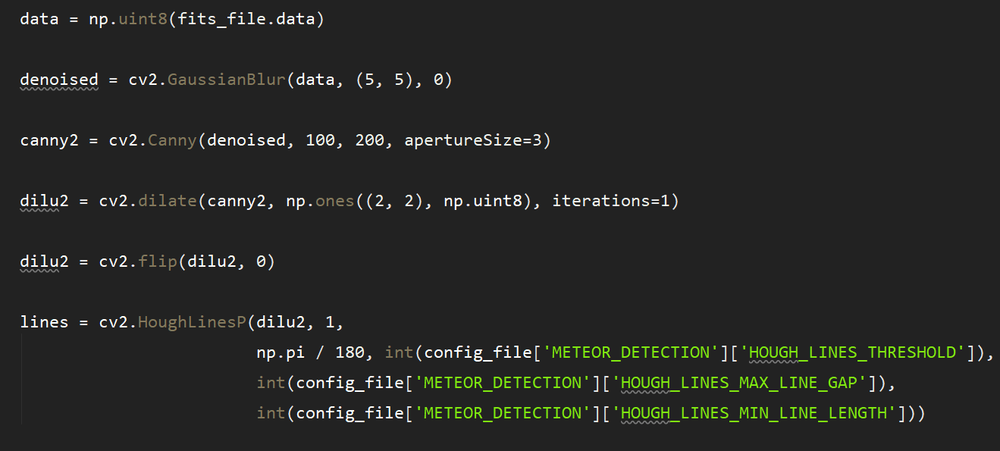 data = np.uint8(fits_file.data)
denoised = cv2.GaussianBlur(data, (5, 5), 0)
canny2 = cv2.Canny(denoised, 100, 200, apertureSize=3)
dilu2 = cv2.dilate(canny2, np.ones((2, 2), np.uint8), iterations=1)
dilu2 = cv2.flip(dilu2, 0)
lines = cv2.HoughLinesP(dilu2, 1,
np.pi / 180, int(config_file['METEOR_DETECTION']['HOUGH_LINES_THRESHOLD']),
int(config_file['METEOR_DETECTION']['HOUGH_LINES_MAX_LINE_GAP']),
int(config_file['METEOR_DETECTION']['HOUGH_LINES_MIN_LINE_LENGTH']))